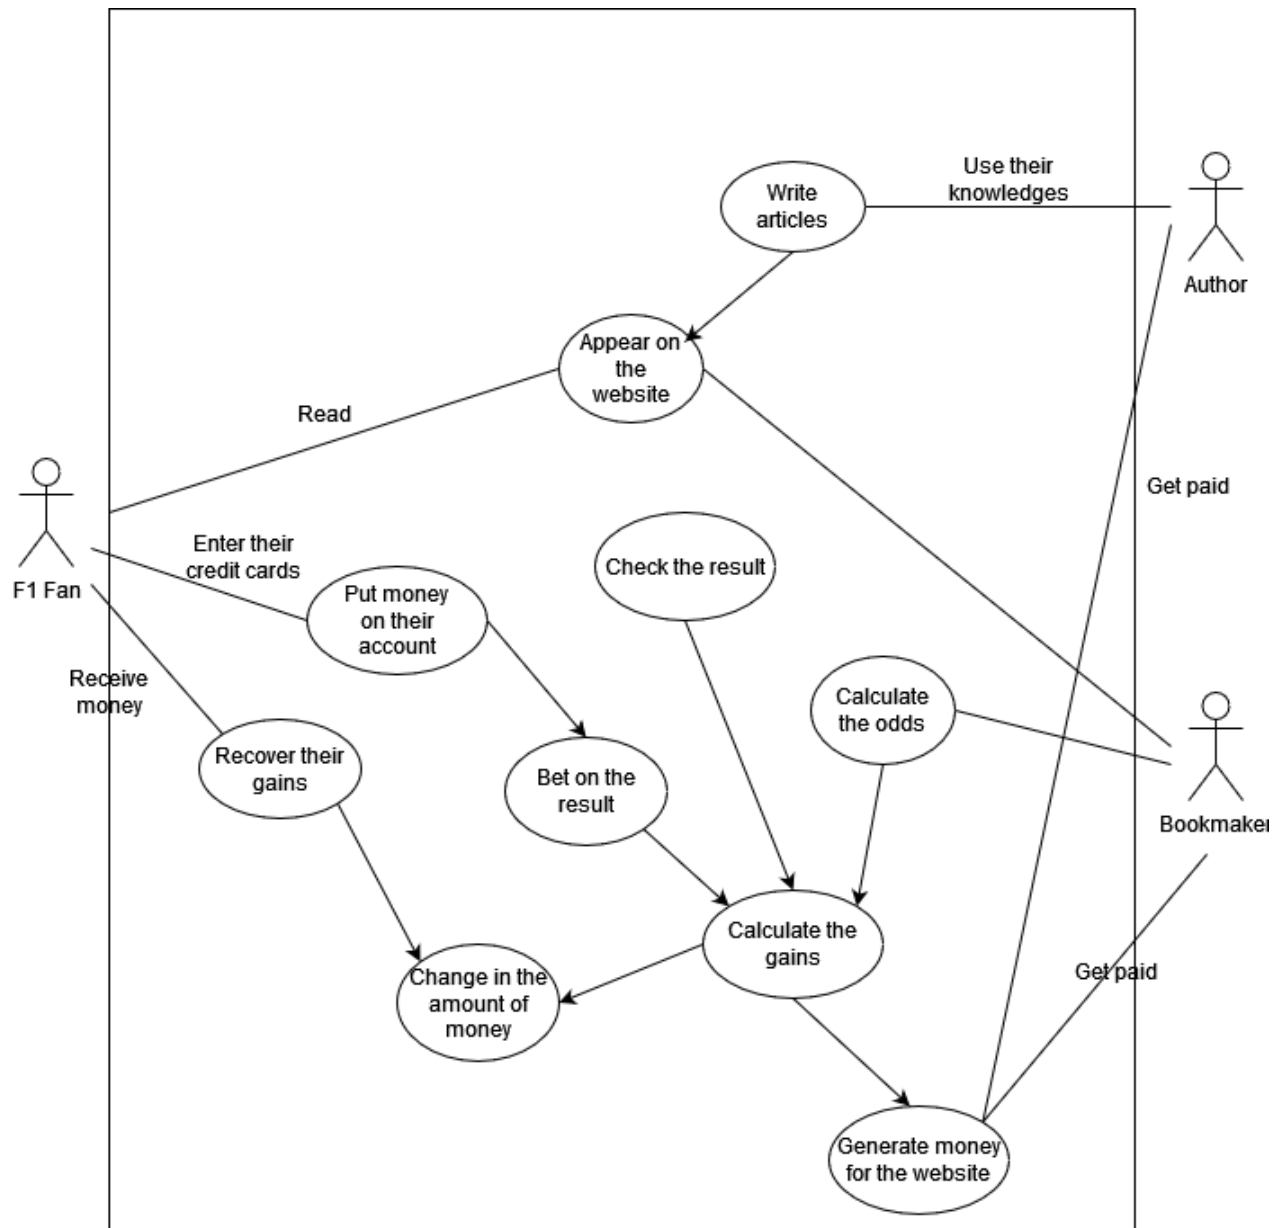 Use their
knowledges
Write
articles
Author
Appear on
the
website
Read
Get paid
Enter their
credit cards
Check the result
F1 Fan
Put money
on their
account
Receive
money
Calculate
the odds
Recover their
gains
Bet on the
result
Bookmaker
Calculate the
gains
Change in the
amount of
money
Get paid
Generate money
for the website